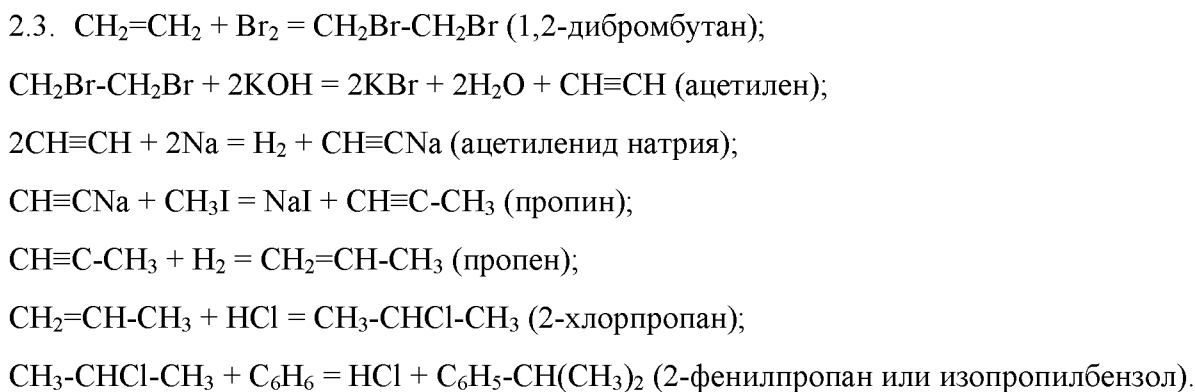 2.3. CH₂=CH₂ + Br₂ = CH₂Br-CH₂Br (1,2-дибромбутан);
CH₂Br-CH₂Br + 2KOH = 2KBr + 2H₂O + CH≡CH (ацетилен);
2CH≡CH + 2Na = H₂ + CH≡CNa (ацетиленид натрия);
CH≡CNa + CH₃I = NaI + CH≡C-CH₃ (пропин);
CH≡C-CH₃ + H₂ = CH₂=CH-CH₃ (пропен);
CH₂=CH-CH₃ + HCl = CH₃-CHCl-CH₃ (2-хлорпропан);
CH₃-CHCl-CH₃ + C₆H₆ = HCl + C₆H₅-CH(CH₃)₂ (2-фенилпропан или изопропилбензол)